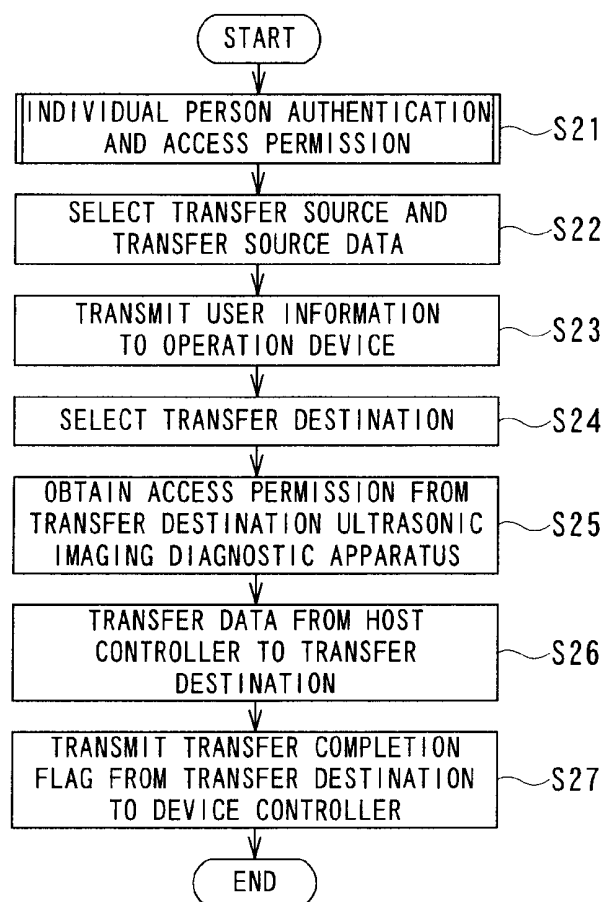 START
INDIVIDUAL PERSON AUTHENTICATION
AND ACCESS PERMISSION
S21
SELECT TRANSFER SOURCE AND
TRANSFER SOURCE DATA
S22
TRANSMIT USER INFORMATION
TO OPERATION DEVICE
S23
SELECT TRANSFER DESTINATION
S24
OBTAIN ACCESS PERMISSION FROM
TRANSFER DESTINATION ULTRASONIC
IMAGING DIAGNOSTIC APPARATUS
S25
TRANSFER DATA FROM HOST
CONTROLLER TO TRANSFER
DESTINATION
S26
TRANSMIT TRANSFER COMPLETION
FLAG FROM TRANSFER DESTINATION
TO DEVICE CONTROLLER
S27
END